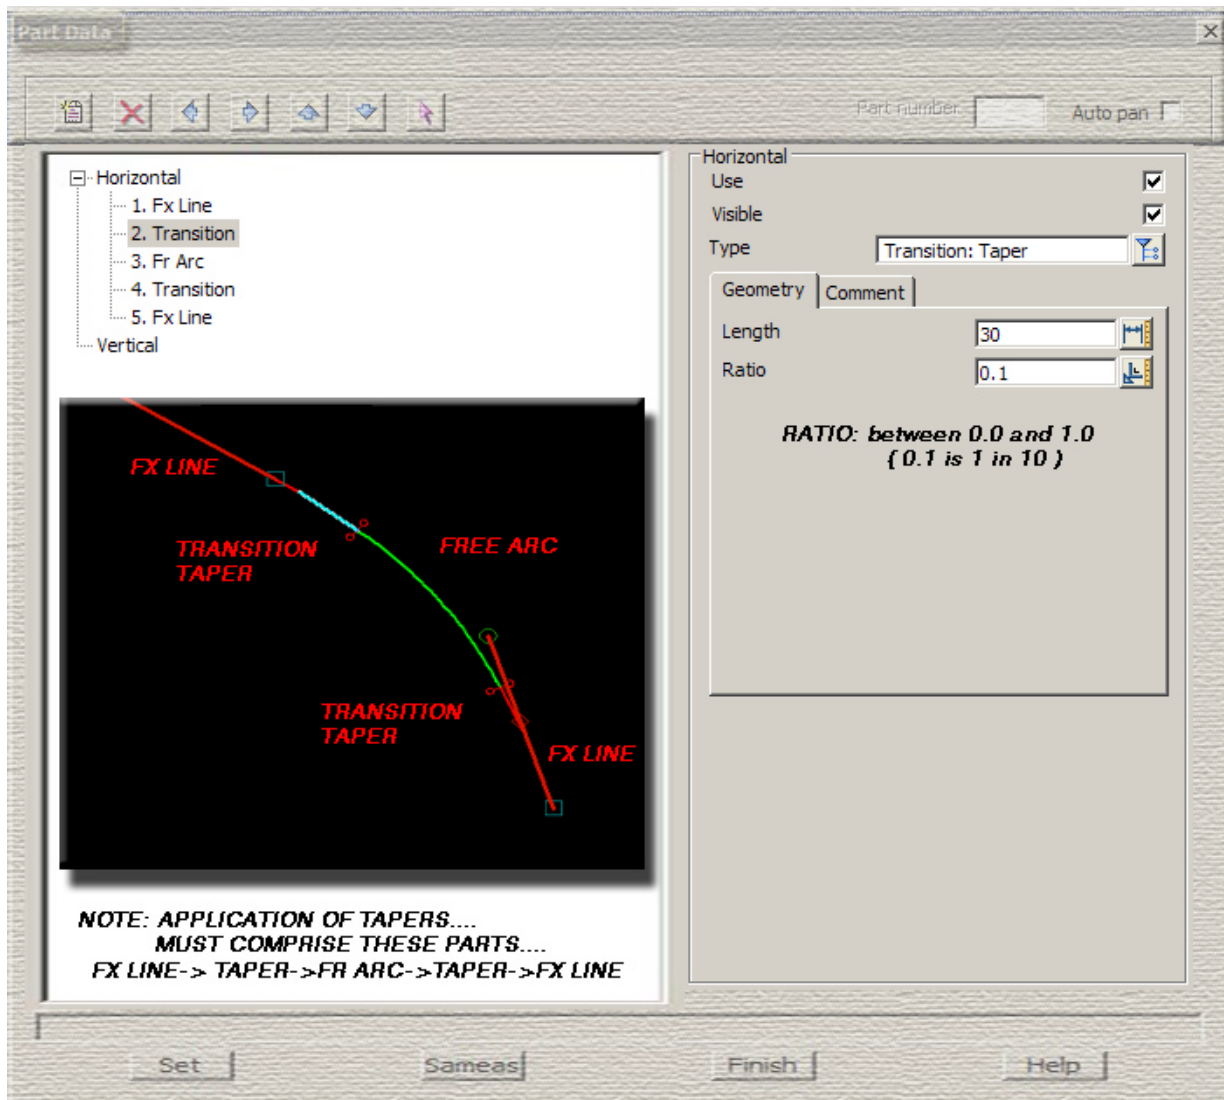 Part Data
Part number
Auto pan
Horizontal
1. Fx Line
2. Transition
3. Fr Arc
4. Transition
5. Fx Line
Vertical
FX LINE
TRANSITION
TAPER
FREE ARC
TRANSITION
TAPER
FX LINE
NOTE: APPLICATION OF TAPERS....
MUST COMPRISE THESE PARTS....
FX LINE-> TAPER->FR ARC->TAPER->FX LINE
Horizontal
Use
Visible
Type Transition: Taper
Geometry Comment
Length 30
Ratio 0.1
RATIO: between 0.0 and 1.0
( 0.1 is 1 in 10 )
Set Sameas Finish Help